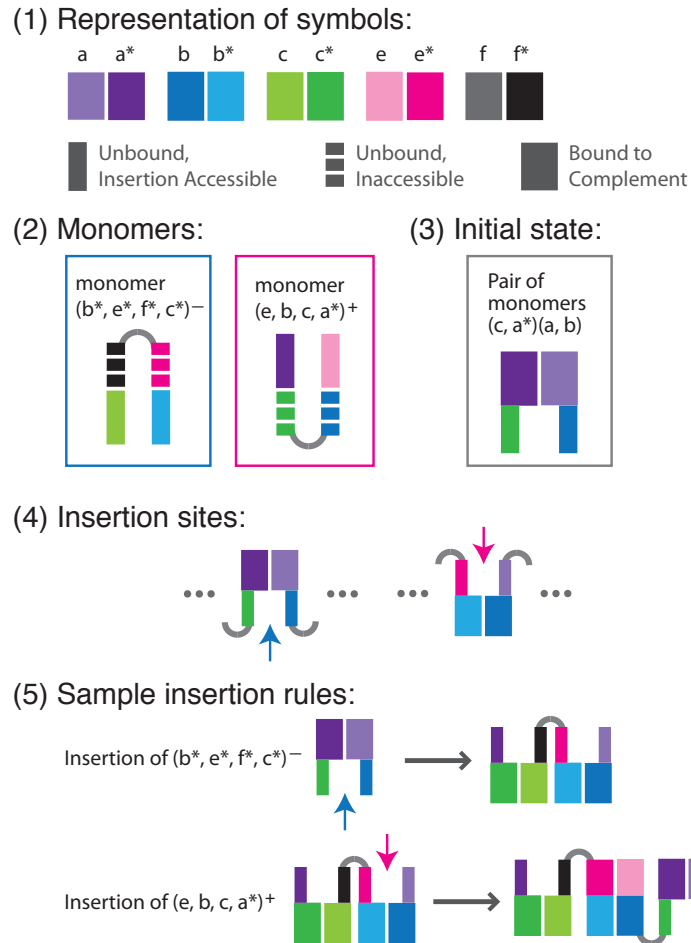 (1) Representation of symbols:
a a* b b* c c* e e* f f*
Unbound,
Insertion Accessible
Unbound,
Inaccessible
Bound to
Complement
(2) Monomers:
(3) Initial state:
monomer
(b*, e*, f*, c*)−
monomer
(e, b, c, a*)+
Pair of
monomers
(c, a*)(a, b)
(4) Insertion sites:
(5) Sample insertion rules:
Insertion of (b*, e*, f*, c*)−
Insertion of (e, b, c, a*)+